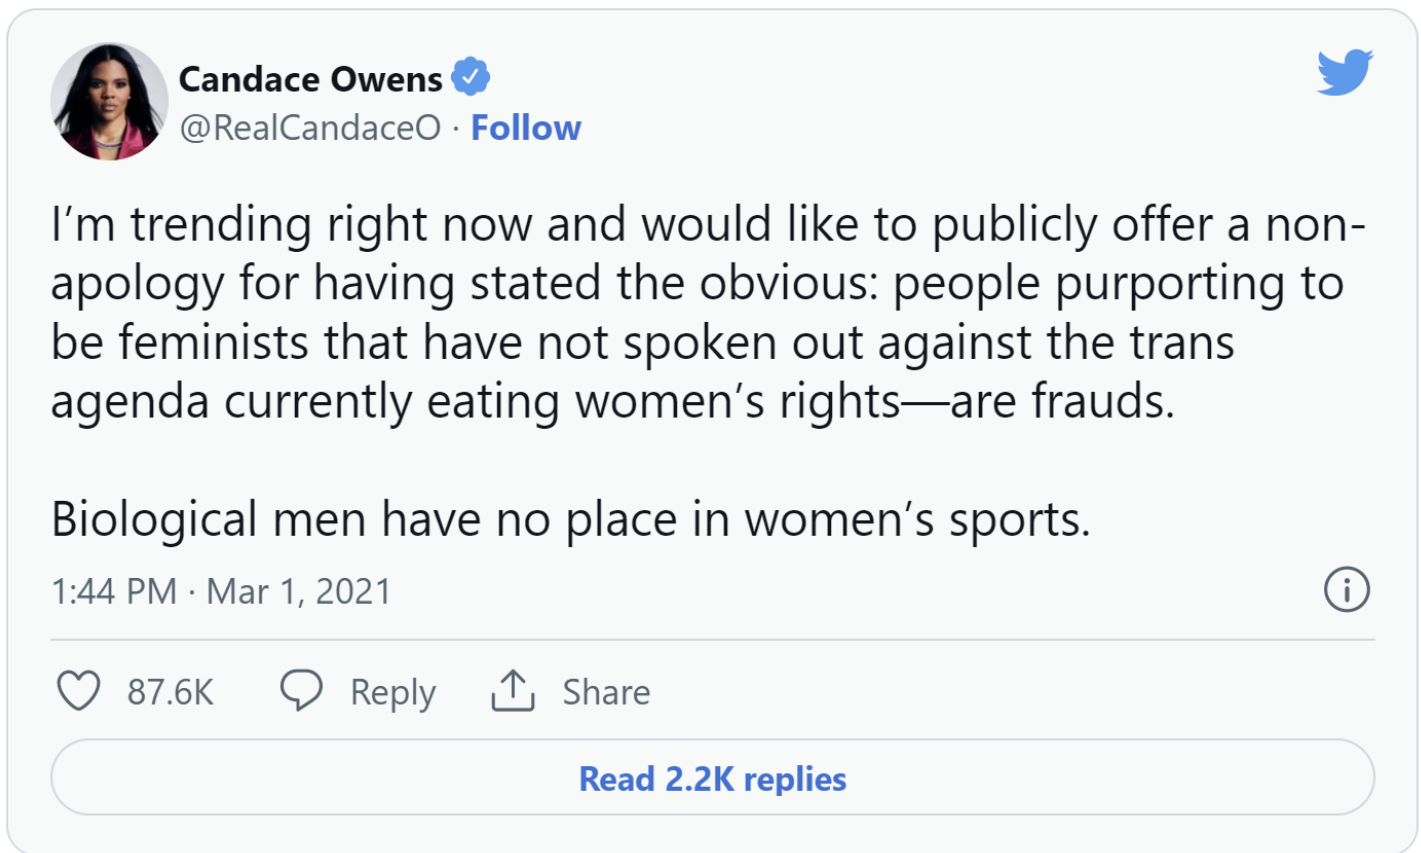 Candace Owens
@RealCandaceO · Follow
I’m trending right now and would like to publicly offer a non-
apology for having stated the obvious: people purporting to
be feminists that have not spoken out against the trans
agenda currently eating women’s rights—are frauds.
Biological men have no place in women’s sports.
1:44 PM · Mar 1, 2021
87.6K Reply Share
Read 2.2K replies